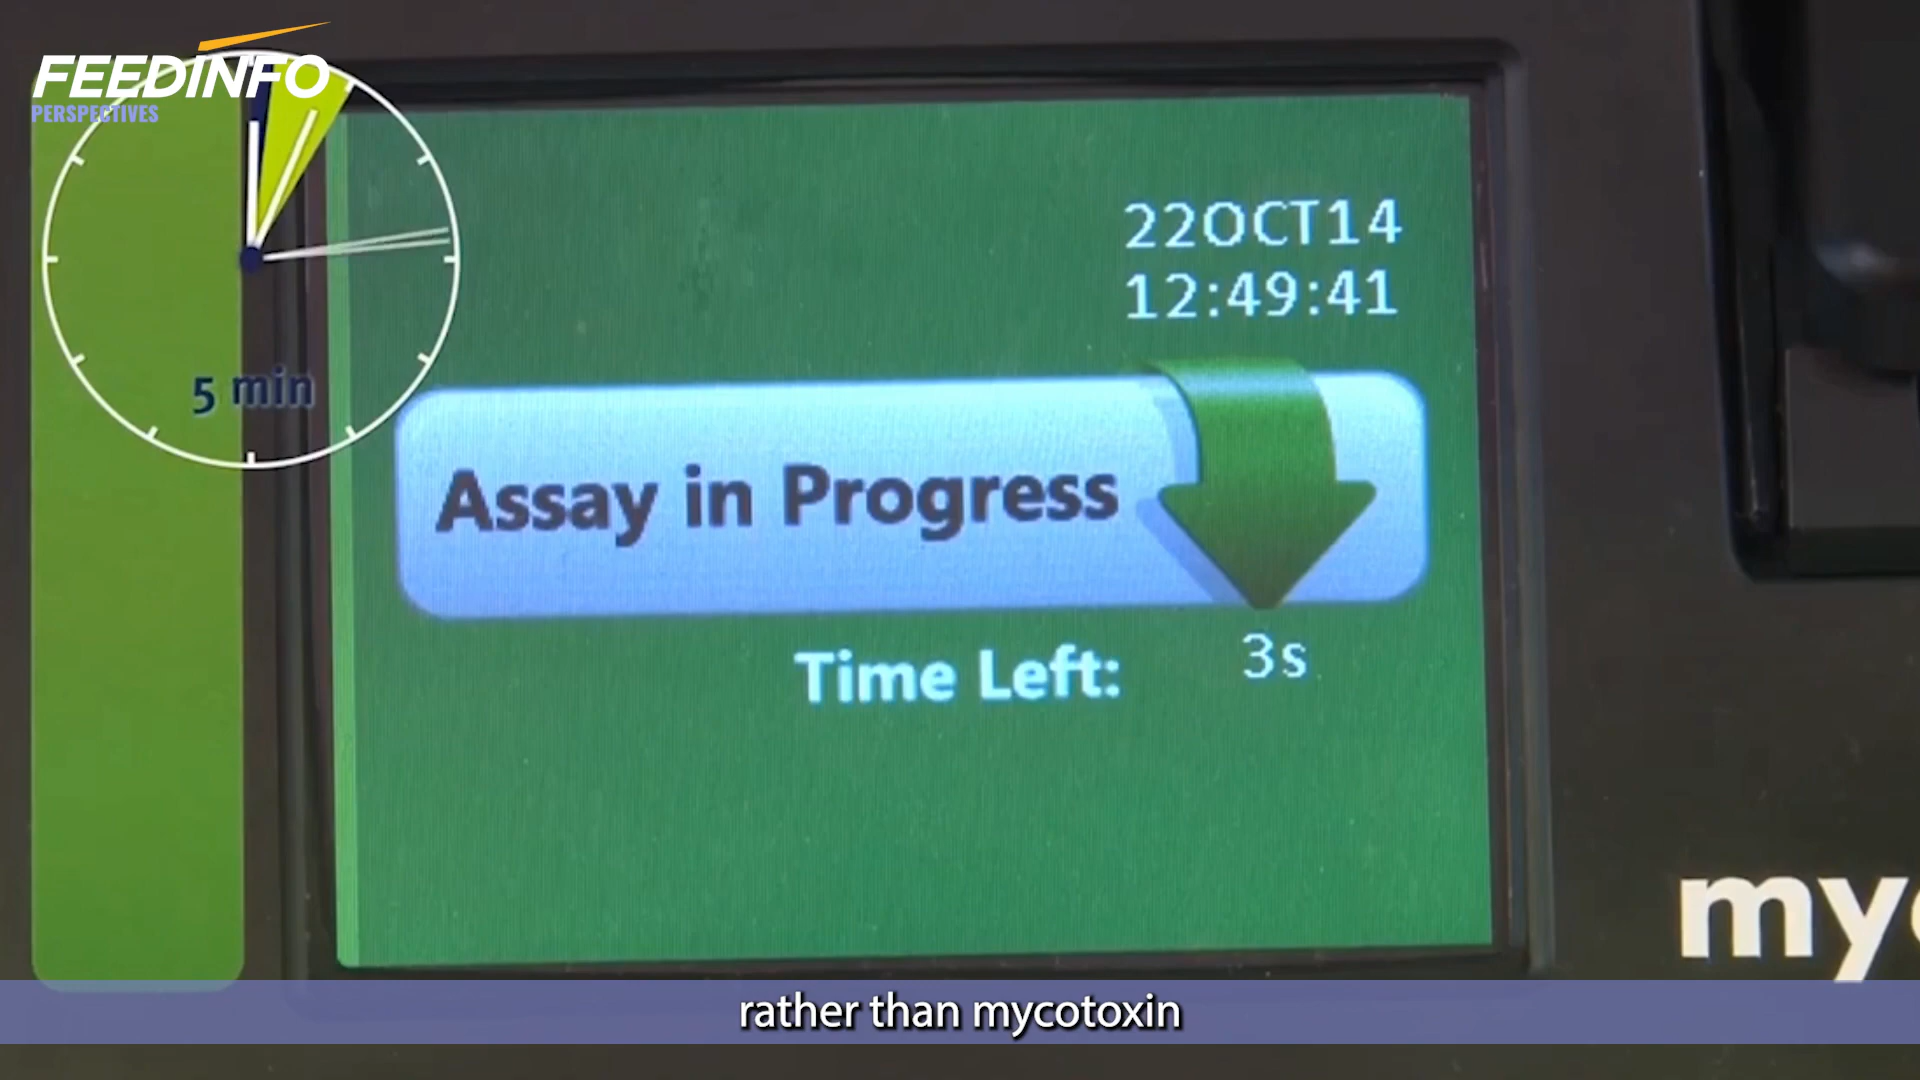 FEEDINFO
PERSPECTIVES
5 min
22OCT14
12:49:41
Assay in Progress
Time Left: 3s
my
rather than mycotoxin